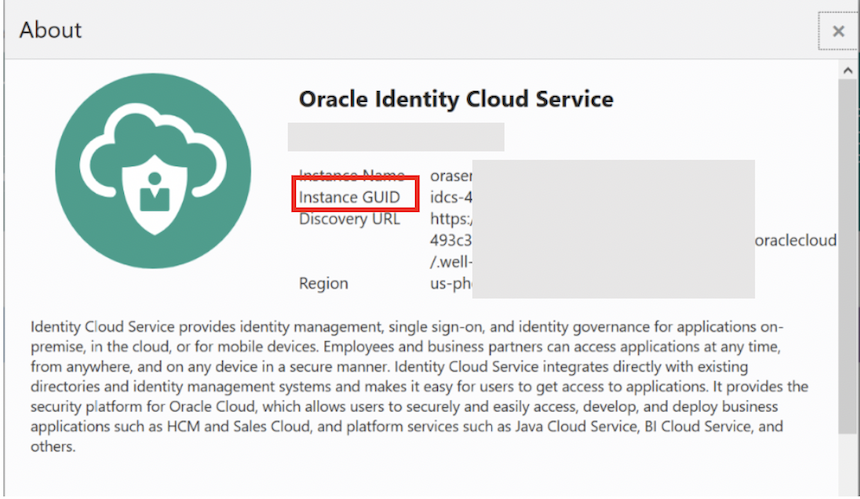 About
Oracle Identity Cloud Service
Instance Name oraser
Instance GUID idcs-4
Discovery URL https:/
493c3 oraclecloud
/.well-
Region us-ph
Identity Cloud Service provides identity management, single sign-on, and identity governance for applications on-
premise, in the cloud, or for mobile devices. Employees and business partners can access applications at any time,
from anywhere, and on any device in a secure manner. Identity Cloud Service integrates directly with existing
directories and identity management systems and makes it easy for users to get access to applications. It provides the
security platform for Oracle Cloud, which allows users to securely and easily access, develop, and deploy business
applications such as HCM and Sales Cloud, and platform services such as Java Cloud Service, BI Cloud Service, and
others.